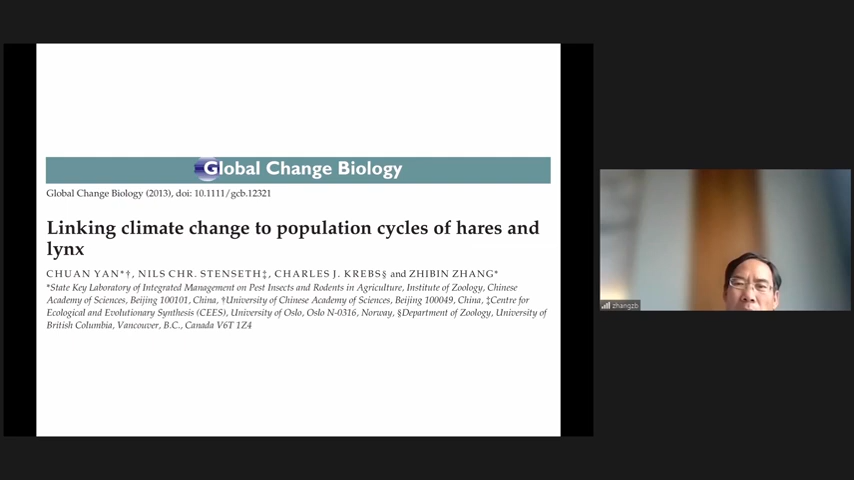 Global Change Biology
Global Change Biology (2013), doi: 10.1111/gcb.12321
Linking climate change to population cycles of hares and
lynx
CHUAN YAN*†, NILS CHR. STENSETH‡, CHARLES J. KREBS§ and ZHIBIN ZHANG*
*State Key Laboratory of Integrated Management on Pest Insects and Rodents in Agriculture, Institute of Zoology, Chinese
Academy of Sciences, Beijing 100101, China, †University of Chinese Academy of Sciences, Beijing 100049, China, ‡Centre for
Ecological and Evolutionary Synthesis (CEES), University of Oslo, Oslo N-0316, Norway, §Department of Zoology, University of
British Columbia, Vancouver, B.C., Canada V6T 1Z4
zhangzb